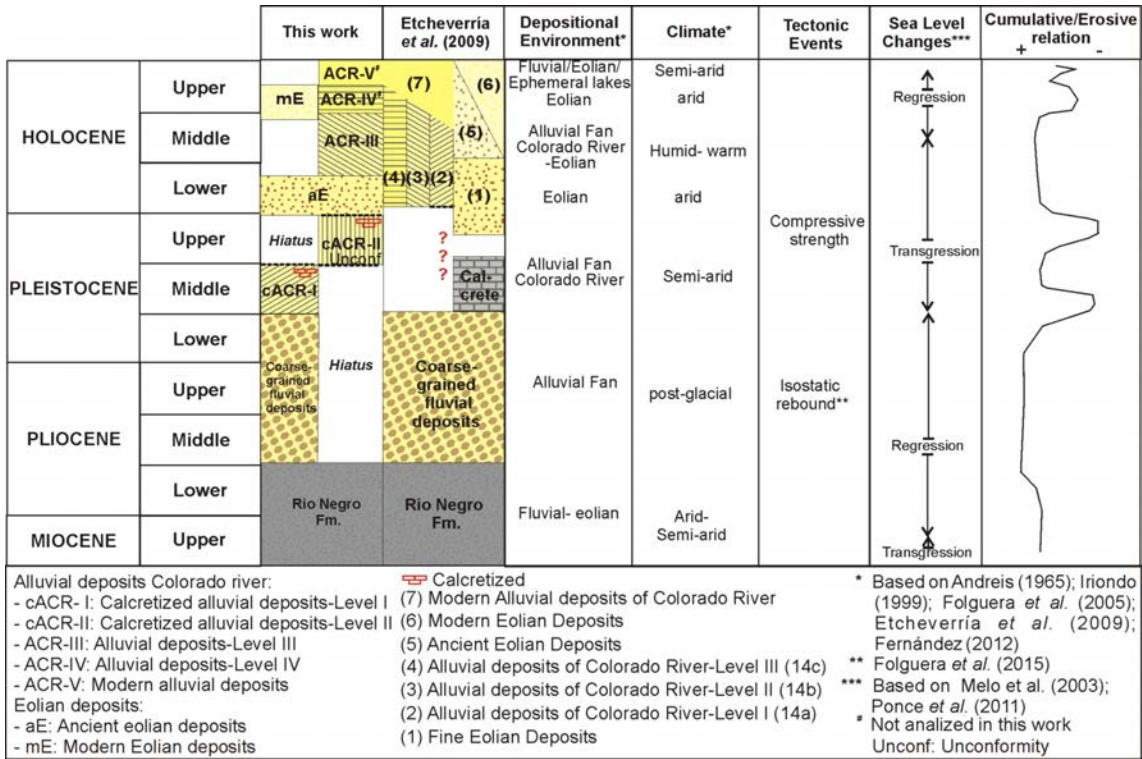 This work
Etcheverría
et al. (2009)
Depositional
Environment*
Climate*
Tectonic
Events
Sea Level
Changes***
Cumulative/Erosive
relation
+ -
HOLOCENE
Upper
Middle
Lower
PLEISTOCENE
Upper
Middle
Lower
PLIOCENE
Upper
Middle
Lower
MIOCENE
Upper
ACR-V#
mE
ACR-IV#
ACR-III
aE
Hiatus
cACR-II
Unconf
cACR-I
Coarse-
grained
fluvial
deposits
Hiatus
Rio Negro
Fm.
(7)
(6)
(5)
(4)
(3)
(2)
(1)
?
?
?
Cal-
crete
Coarse-
grained
fluvial
deposits
Rio Negro
Fm.
Fluvial/Eolian/
Ephemeral lakes
Eolian
Alluvial Fan
Colorado River
-Eolian
Eolian
Alluvial Fan
Colorado River
Alluvial Fan
Fluvial- eolian
Semi-arid
arid
Humid- warm
arid
Semi-arid
post-glacial
Arid-
Semi-arid
Compressive
strength
Isostatic
rebound**
Regression
Transgression
Regression
Transgression
Alluvial deposits Colorado river:
- cACR- I: Calcretized alluvial deposits-Level I
- cACR-II: Calcretized alluvial deposits-Level II
- ACR-III: Alluvial deposits-Level III
- ACR-IV: Alluvial deposits-Level IV
- ACR-V: Modern alluvial deposits
Eolian deposits:
- aE: Ancient eolian deposits
- mE: Modern Eolian deposits
Calcretized
(7) Modern Alluvial deposits of Colorado River
(6) Modern Eolian Deposits
(5) Ancient Eolian Deposits
(4) Alluvial deposits of Colorado River-Level III (14c)
(3) Alluvial deposits of Colorado River-Level II (14b)
(2) Alluvial deposits of Colorado River-Level I (14a)
(1) Fine Eolian Deposits
* Based on Andreis (1965); Iriondo
(1999); Folguera et al. (2005);
Etcheverría et al. (2009);
Fernández (2012)
** Folguera et al. (2015)
*** Based on Melo et al. (2003);
Ponce et al. (2011)
# Not analized in this work
Unconf: Unconformity